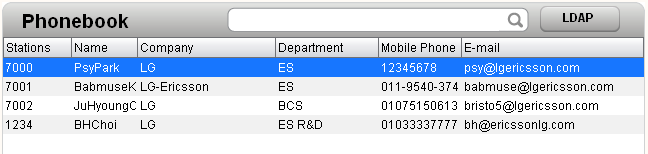 Phonebook LDAP
Stations Name Company Department Mobile Phone E-mail
7000 PsyPark LG ES 12345678 psy@lgericsson.com
7001 BabmuseK LG-Ericsson ES 011-9540-374 babmuse@lgericsson.com
7002 JuHyoungC LG BCS 01075150613 bristo5@lgericsson.com
1234 BHChoi LG ES R&D 01033337777 bh@ericssonlg.com